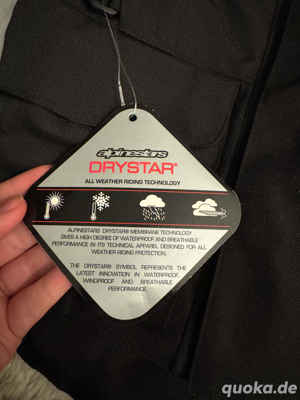 alpinestars
DRYSTAR®
ALL WEATHER RIDING TECHNOLOGY
ALPINESTARS DRYSTAR® MEMBRANE TECHNOLOGY
GIVES A HIGH DEGREE OF WATERPROOF AND BREATHABLE
PERFORMANCE IN ITS TECHNICAL APPAREL DESIGNED FOR ALL
WEATHER RIDING PROTECTION.
THE DRYSTAR® SYMBOL REPRESENTS THE
LATEST INNOVATION IN WATERPROOF,
WINDPROOF AND BREATHABLE
PERFORMANCE.
quoka.de